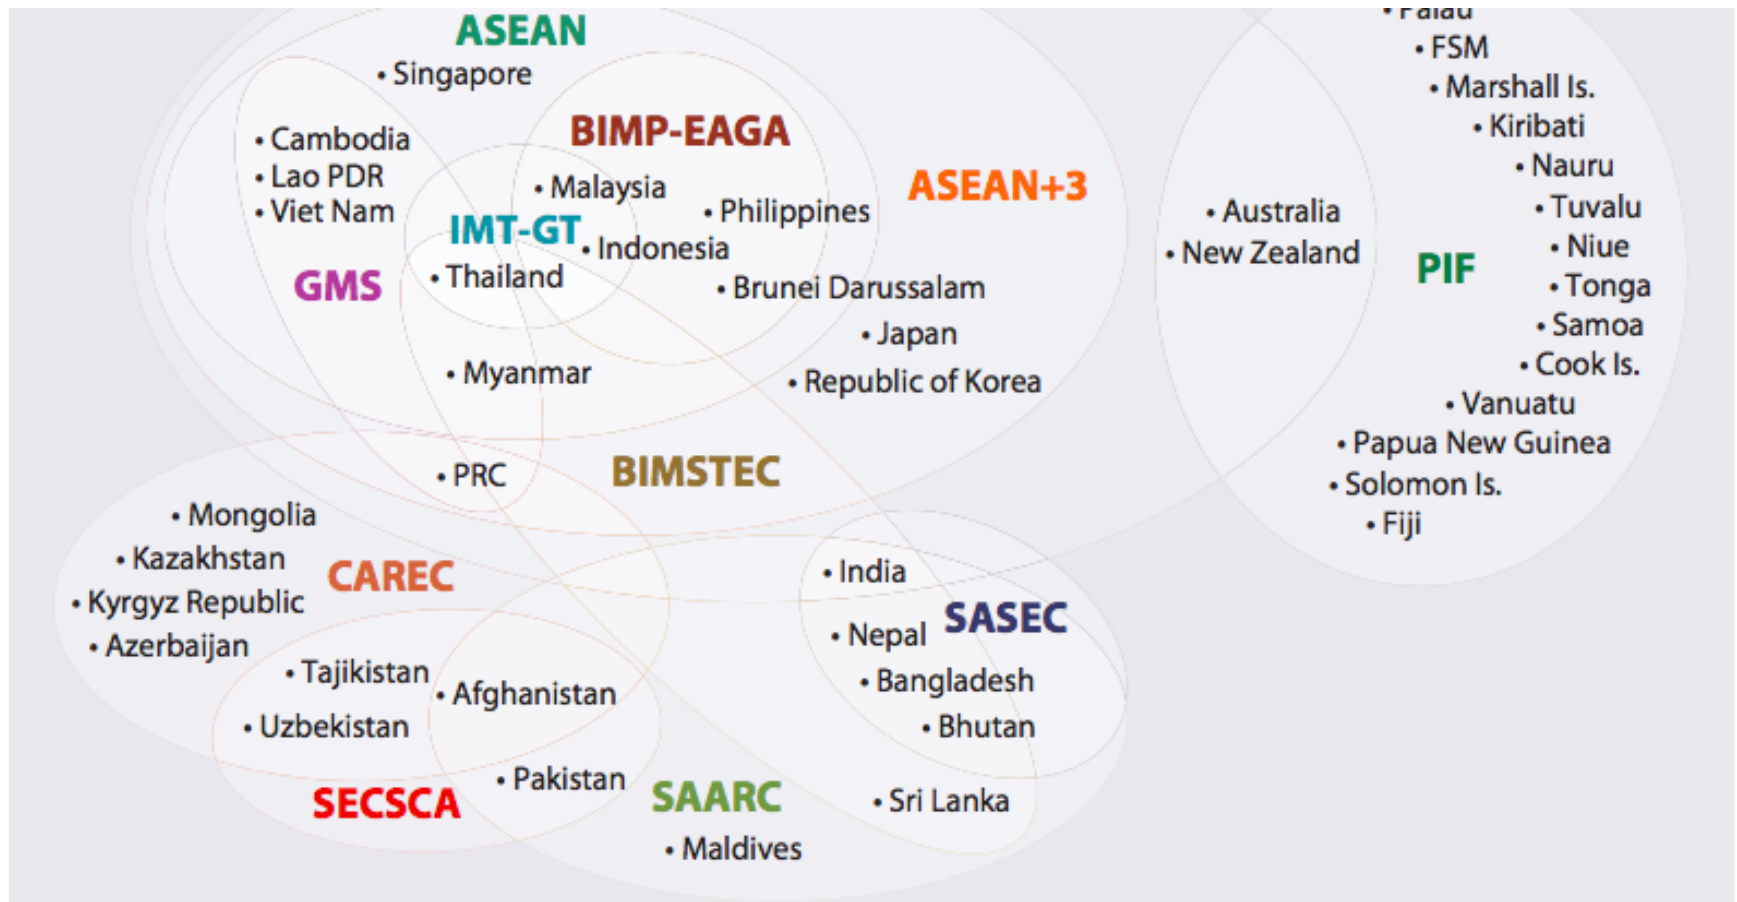 ASEAN
• Singapore
BIMP-EAGA
• Cambodia
• Lao PDR
• Viet Nam
• Malaysia
• Philippines
IMT-GT
• Indonesia
• Thailand
GMS
• Brunei Darussalam
ASEAN+3
• Japan
• Republic of Korea
• Myanmar
• PRC
BIMSTEC
• Australia
• New Zealand
PIF
• Palau
• FSM
• Marshall Is.
• Kiribati
• Nauru
• Tuvalu
• Niue
• Tonga
• Samoa
• Cook Is.
• Vanuatu
• Papua New Guinea
• Solomon Is.
• Fiji
• Mongolia
• Kazakhstan
• Kyrgyz Republic
• Azerbaijan
CAREC
• Tajikistan
• Uzbekistan
• Afghanistan
• Pakistan
SECSCA
SAARC
• Maldives
• India
• Nepal
SASEC
• Bangladesh
• Bhutan
• Sri Lanka